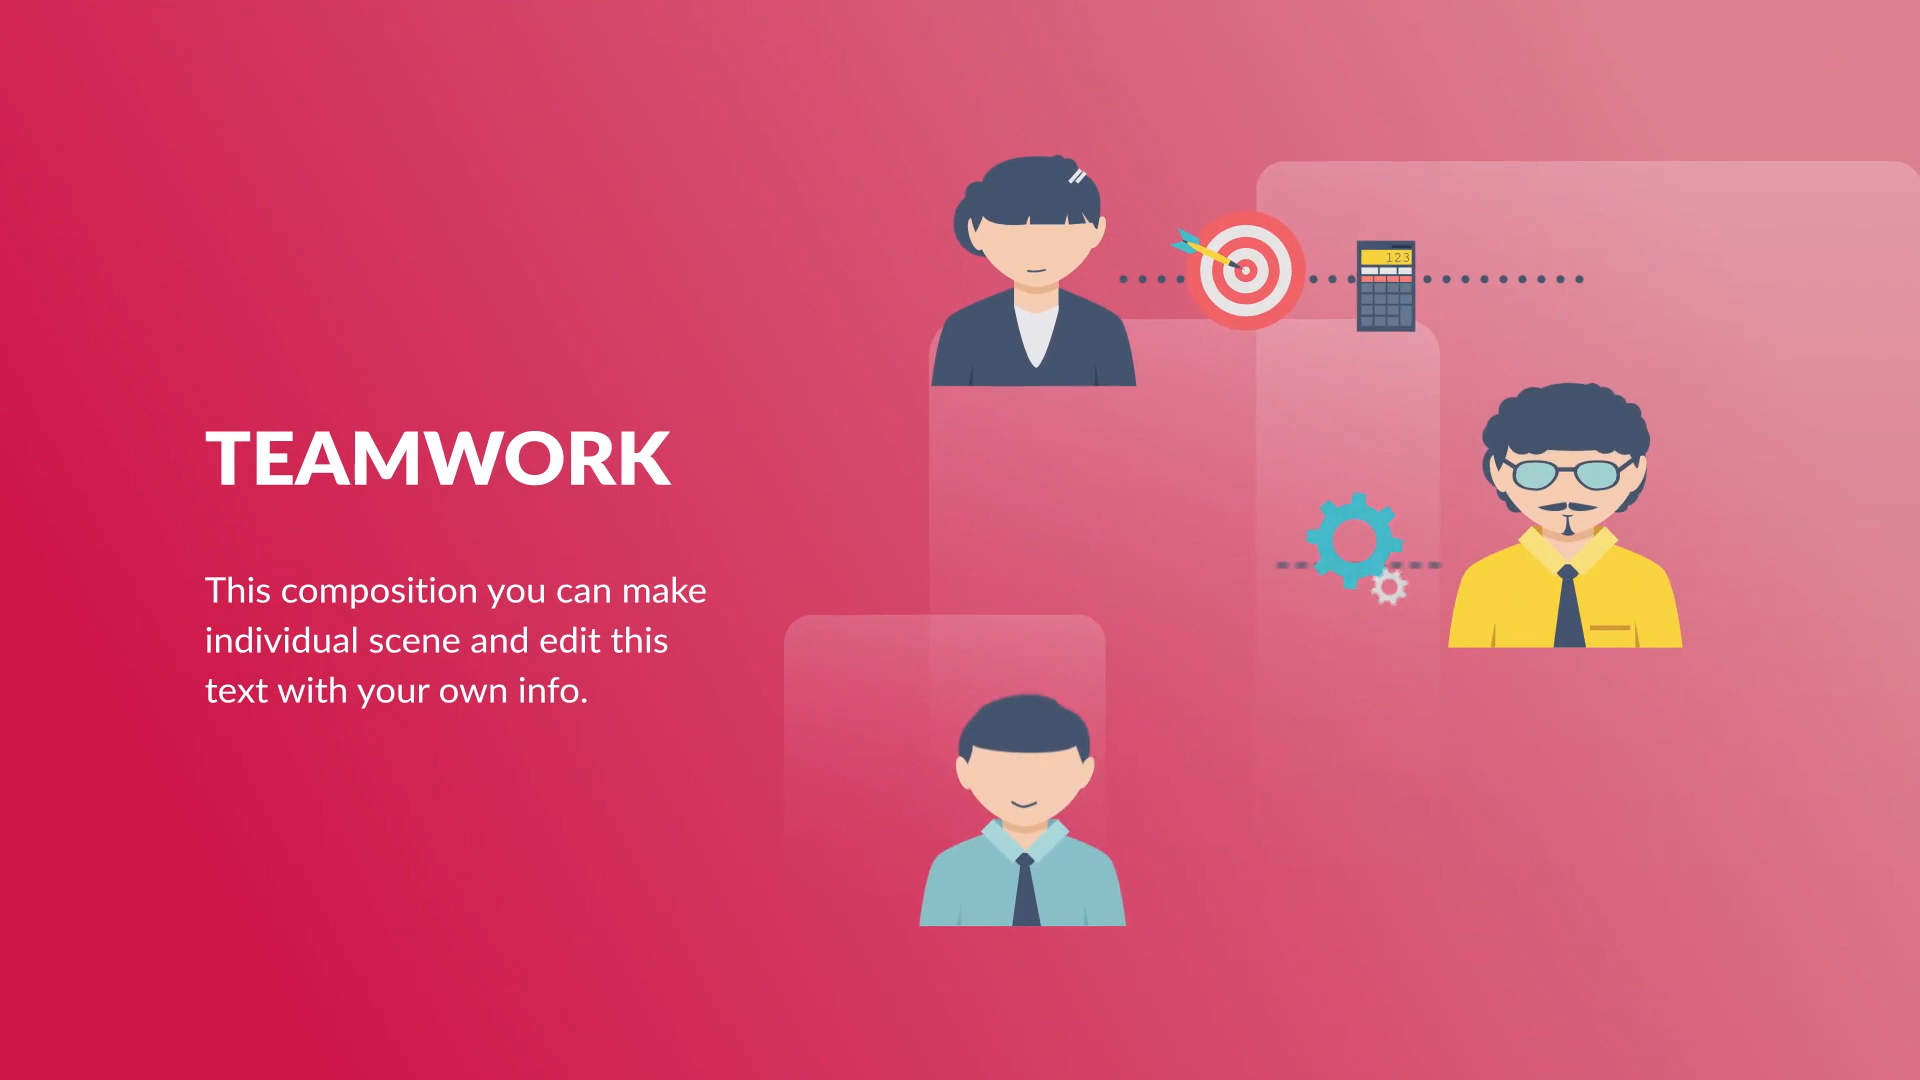 TEAMWORK
This composition you can make
individual scene and edit this
text with your own info.
123